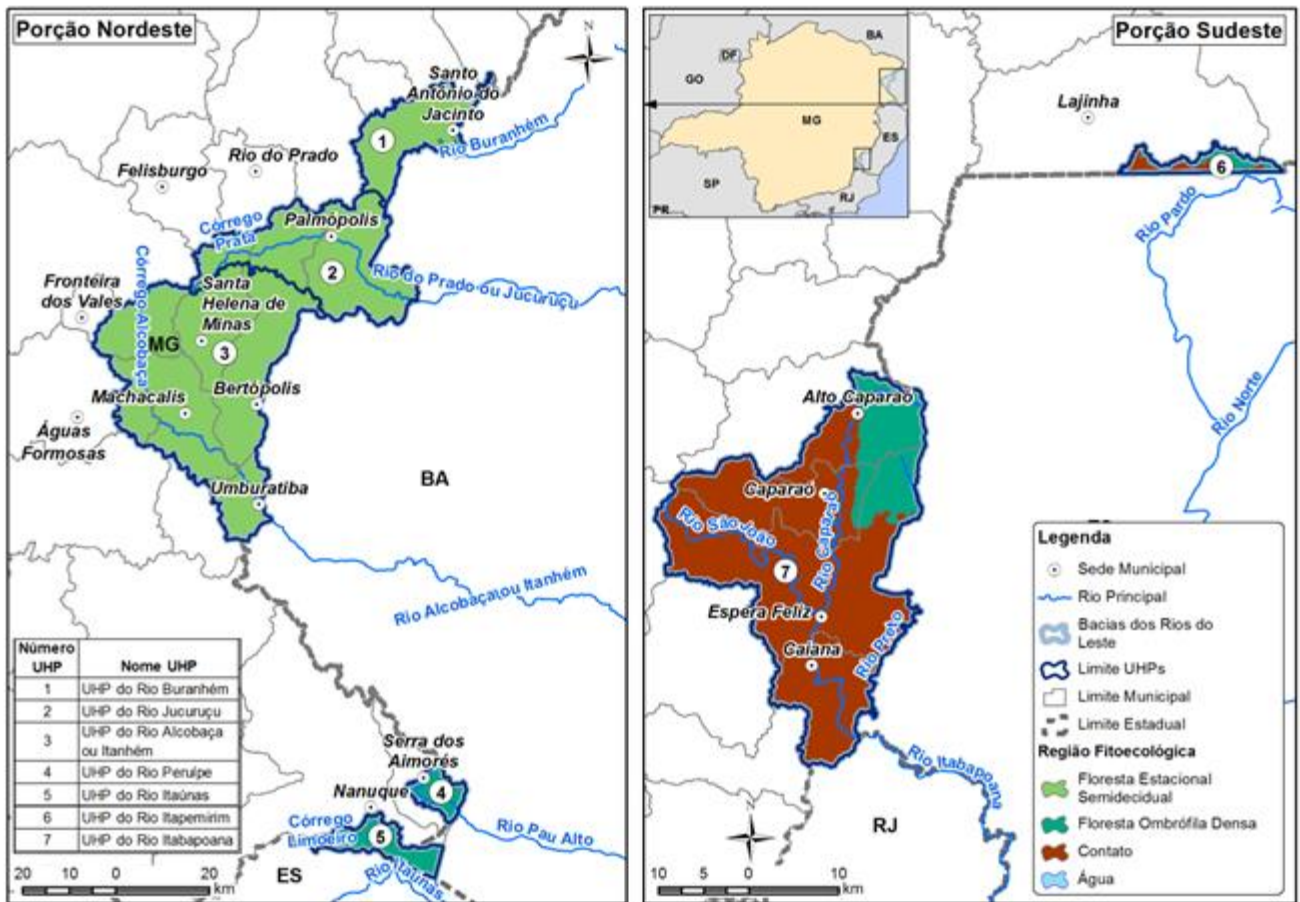 Porção Nordeste
N
Santo
Antônio do
Jacinto
1
Rio Buranhém
Rio do Prado
Felisburgo
Palmópolis
Córrego
Prata
2
Rio do Prado ou Jucuruçu
Córrego Alcobaça
Fronteira
dos Vales
Santa
Helena de
Minas
MG
3
Bertópolis
Machacalis
Águas
Formosas
BA
Umburatiba
Rio Alcobaça ou Itanhém
Número
UHP
Nome UHP
1 UHP do Rio Buranhém
2 UHP do Rio Jucuruçu
3 UHP do Rio Alcobaça
ou Itanhém
4 UHP do Rio Peruípe
5 UHP do Rio Itaúnas
6 UHP do Rio Itapemirim
7 UHP do Rio Itabapoana
Serra dos
Aimorés
4
Nanuque
Córrego
Limoeiro
5
Rio Pau Alto
Rio Itaúnas
ES
20 10 0 20
km
Porção Sudeste
BA
DF
GO
MG
ES
SP
RJ
PR
Lajinha
6
Rio Pardo
Rio Norte
Alto Caparaó
Caparaó
Rio São João
Rio Caparaó
7
Espera Feliz
Caiana
Rio Preto
Rio Itabapoana
RJ
N
10 5 0 10
km
Legenda
Sede Municipal
Rio Principal
Bacias dos Rios do
Leste
Limite UHPs
Limite Municipal
Limite Estadual
Região Fitoecológica
Floresta Estacional
Semidecidual
Floresta Ombrófila Densa
Contato
Água